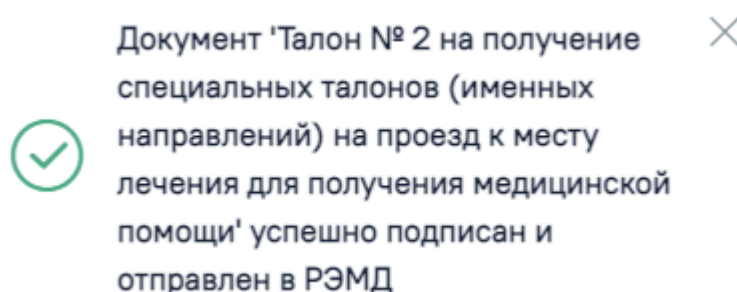 Документ 'Талон № 2 на получение
специальных талонов (именных
направлений) на проезд к месту
лечения для получения медицинской
помощи' успешно подписан и
отправлен в РЭМД